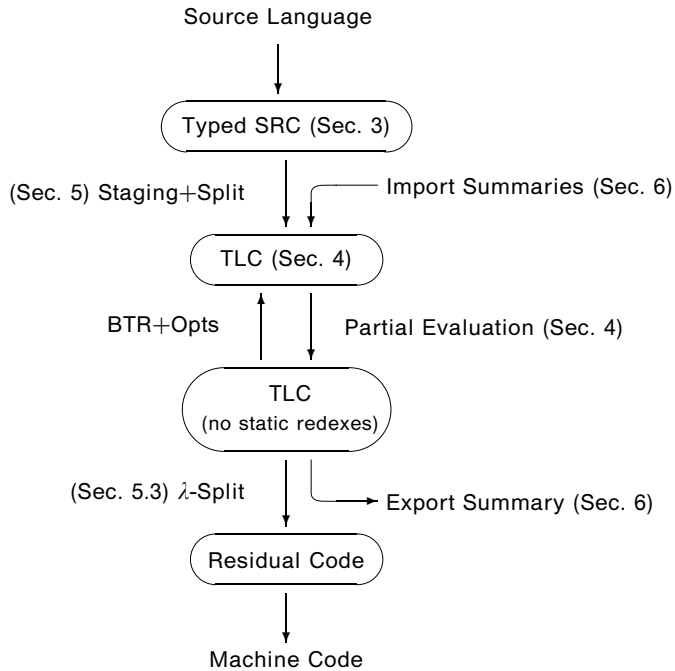 Source Language
Typed SRC (Sec. 3)
(Sec. 5) Staging+Split
Import Summaries (Sec. 6)
TLC (Sec. 4)
BTR+Opts
Partial Evaluation (Sec. 4)
TLC
(no static redexes)
(Sec. 5.3) λ-Split
Export Summary (Sec. 6)
Residual Code
Machine Code